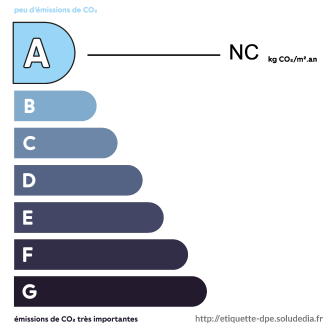 peu d'émissions de CO₂
A
NC kg CO₂/m².an
B
C
D
E
F
G
émissions de CO₂ très importantes
http://etiquette-dpe.soludedia.fr